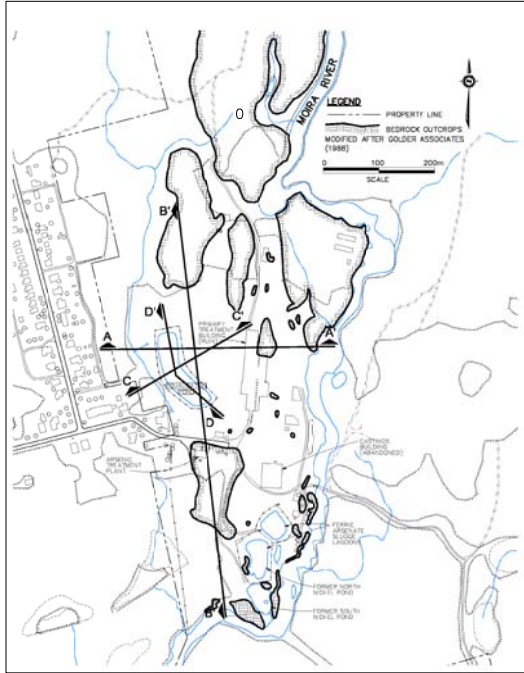 O
MOIRA RIVER
LEGEND
PROPERTY LINE
BEDROCK OUTCROPS
MODIFIED AFTER GOLDER ASSOCIATES
(1988)
0 100 200m
SCALE
B'
D'
C'
PRIMARY
TREATMENT
BUILDING
A
A'
C
D
ARSENIC
TREATMENT
PLANT
CASTINGS
BUILDING
(ABANDONED)
FERRIC
ARSENATE
SLUDGE
LAGOONS
FORMER NORTH
NICKEL POND
B
FORMER SOUTH
NICKEL POND